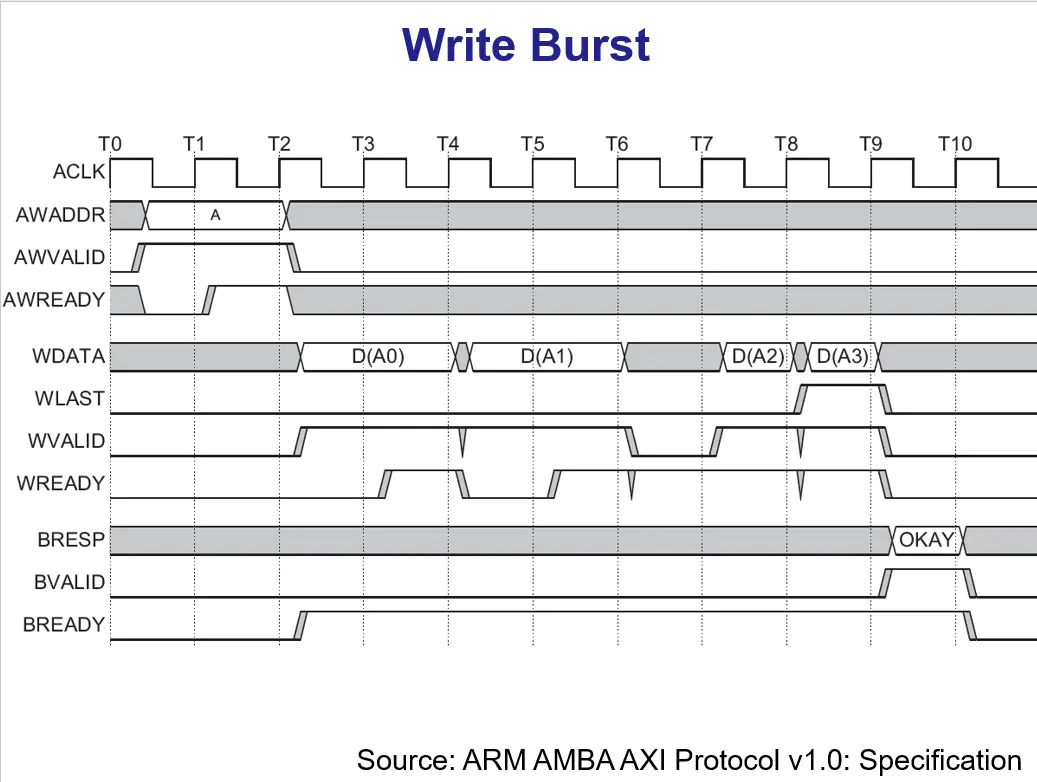 Write Burst
T0 T1 T2 T3 T4 T5 T6 T7 T8 T9 T10
ACLK
AWADDR A
AWVALID
AWREADY
WDATA D(A0) D(A1) D(A2) D(A3)
WLAST
WVALID
WREADY
BRESP OKAY
BVALID
BREADY
Source: ARM AMBA AXI Protocol v1.0: Specification